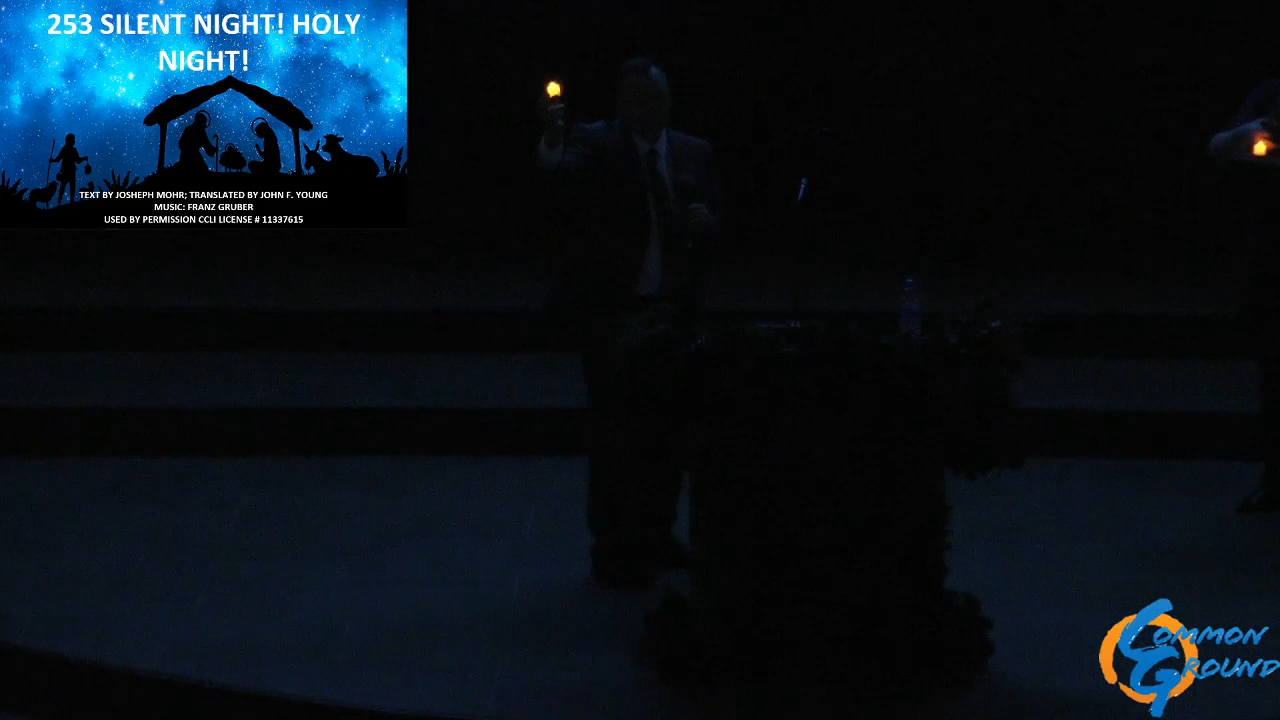 253 SILENT NIGHT! HOLY
NIGHT!
TEXT BY JOSHEPH MOHR; TRANSLATED BY JOHN F. YOUNG
MUSIC: FRANZ GRUBER
USED BY PERMISSION CCLI LICENSE # 11337615
COMMON
GROUND